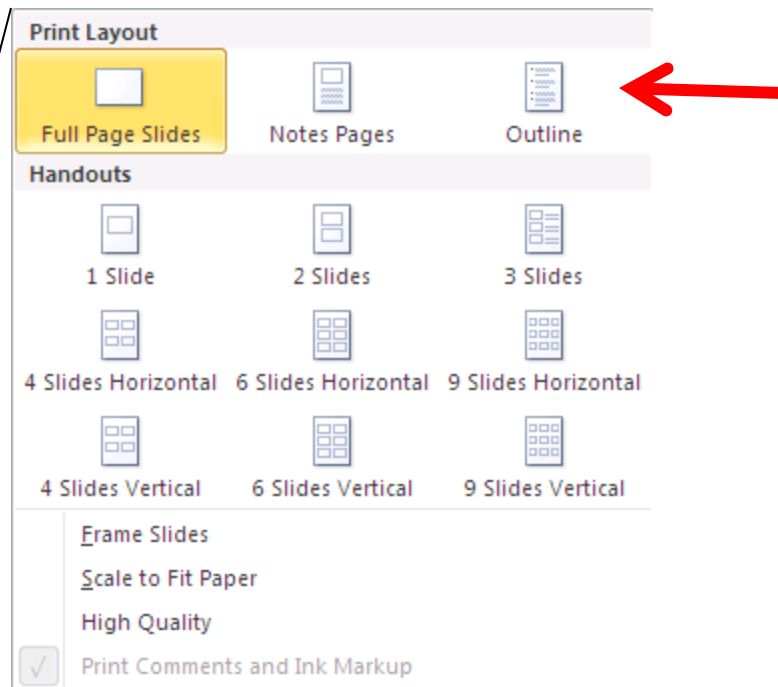 Print Layout
Full Page Slides Notes Pages Outline
Handouts
1 Slide 2 Slides 3 Slides
4 Slides Horizontal 6 Slides Horizontal 9 Slides Horizontal
4 Slides Vertical 6 Slides Vertical 9 Slides Vertical
Frame Slides
Scale to Fit Paper
High Quality
Print Comments and Ink Markup